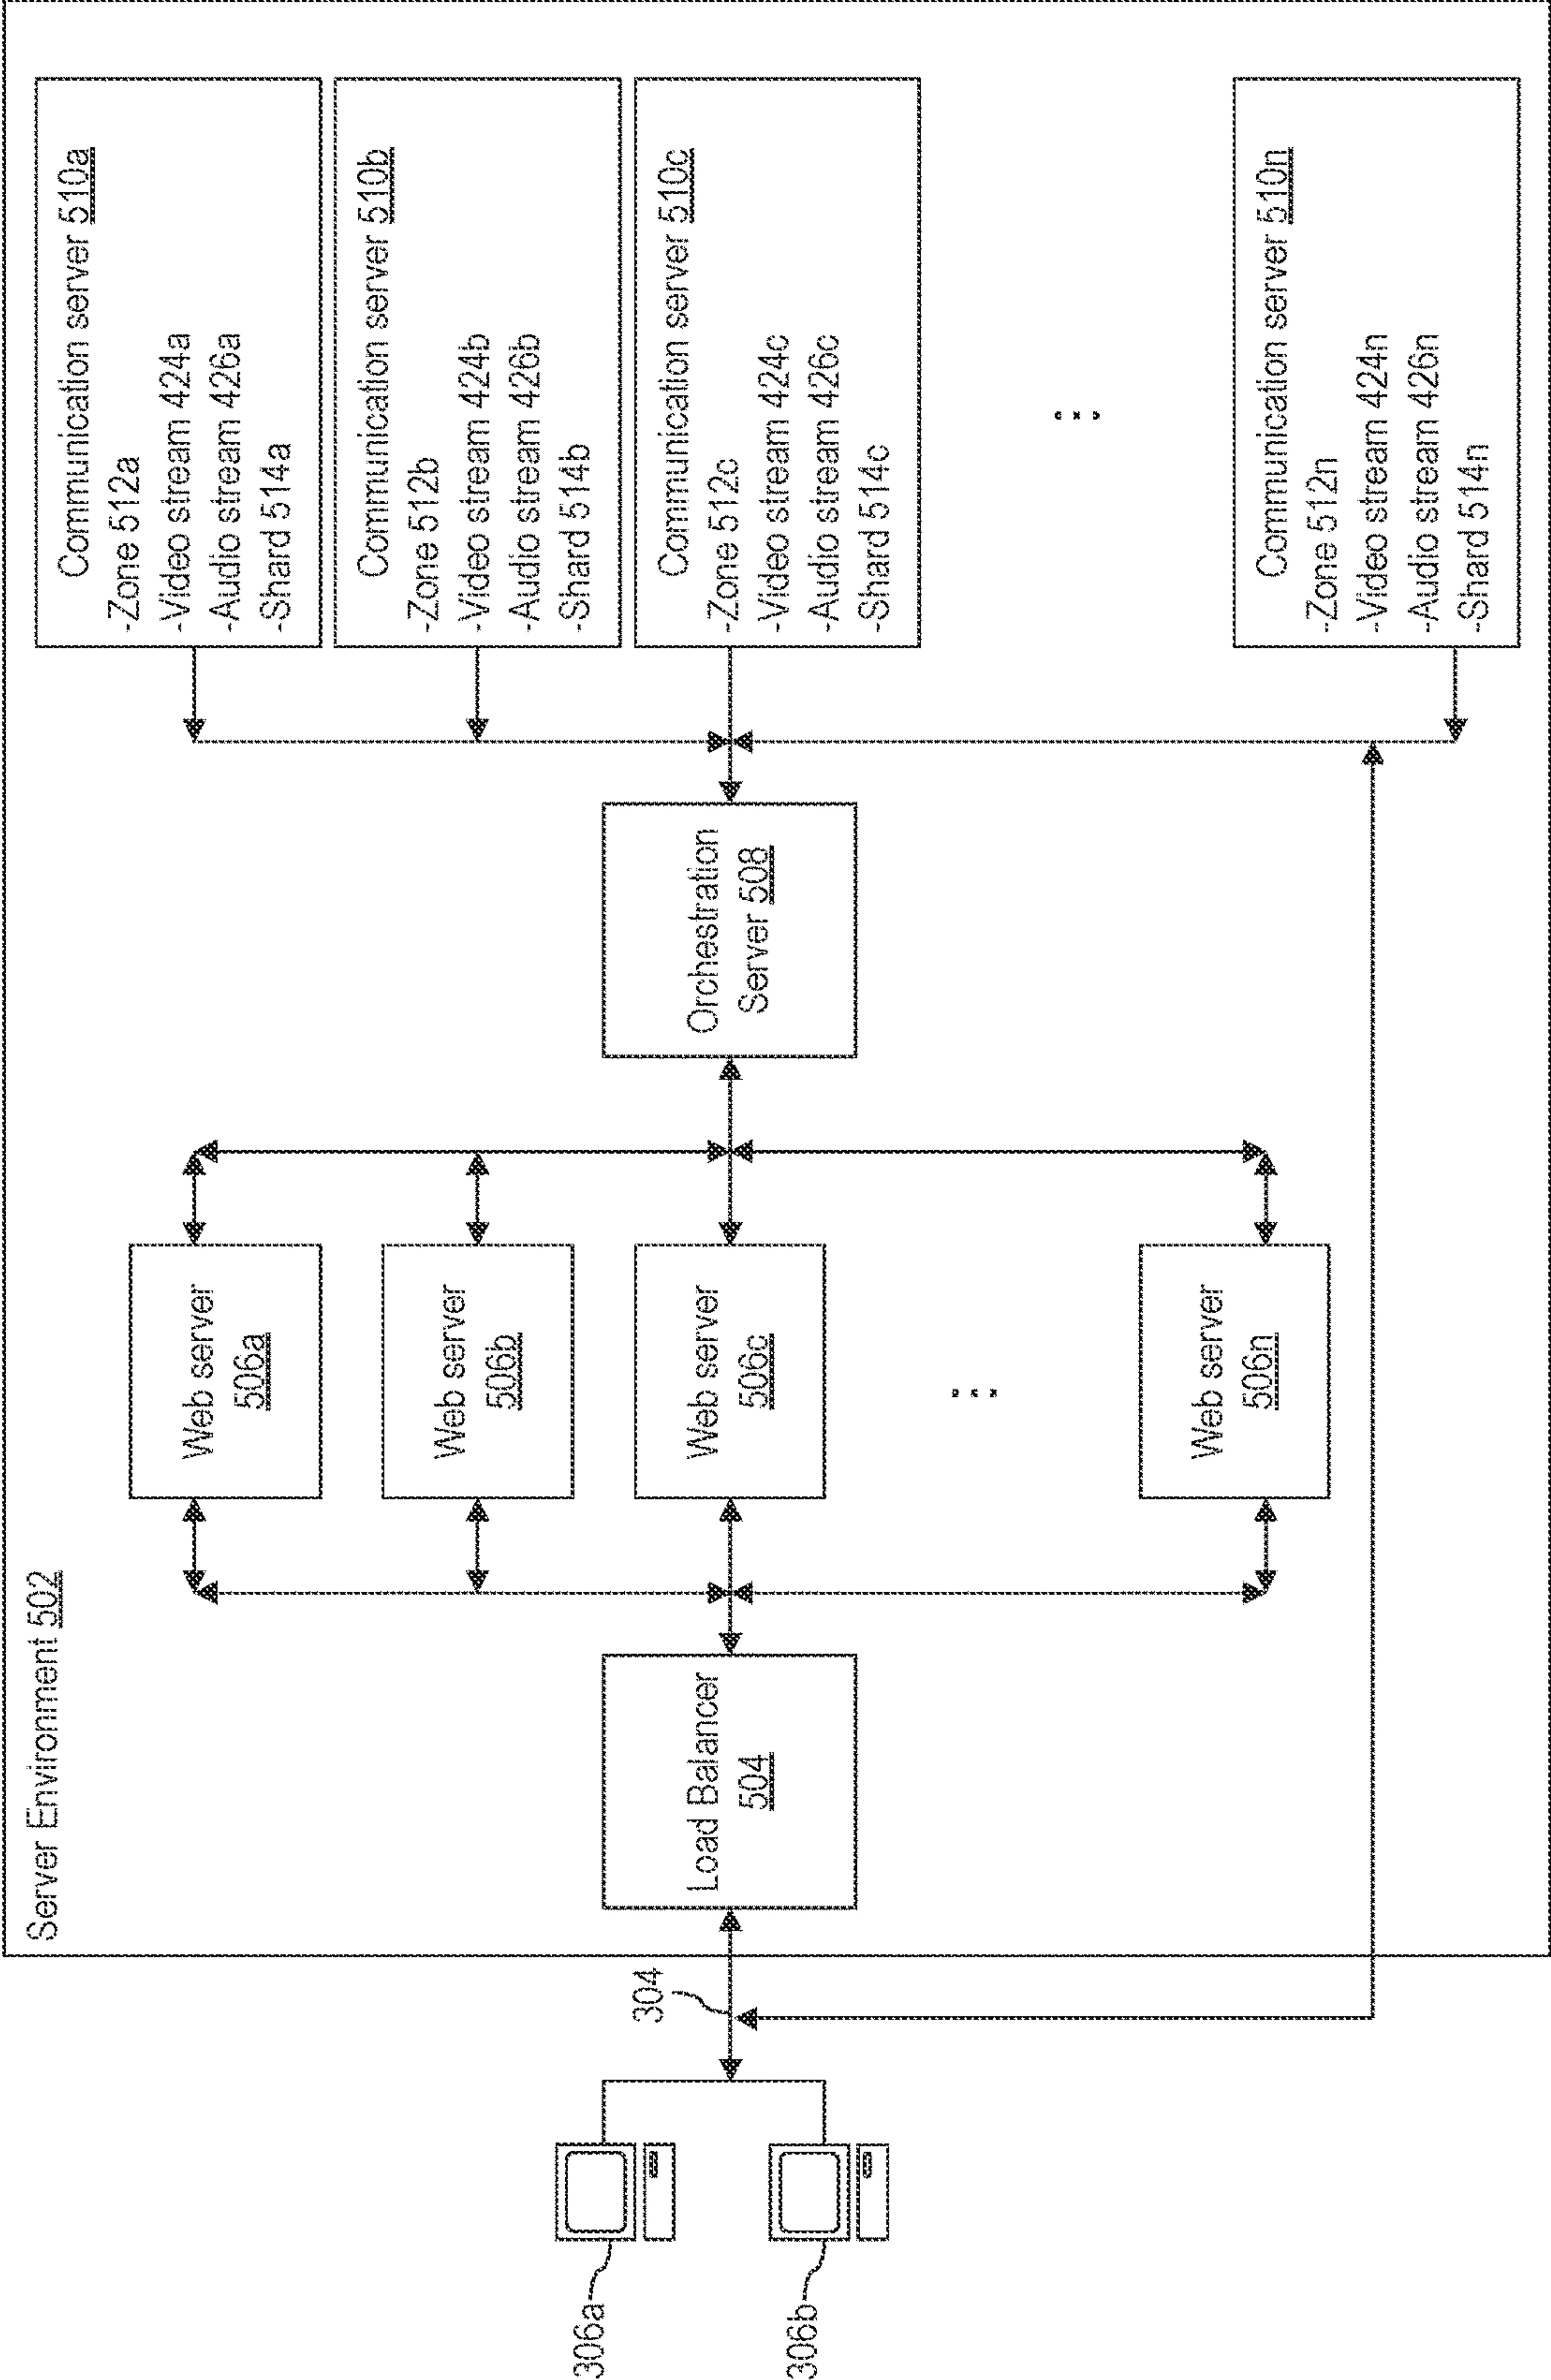 Server Environment 502
306a
306b
304
Load Balancer
504
Web server
506a
Web server
506b
Web server
506c
...
Web server
506n
Orchestration
Server 508
Communication server 510a
-Zone 512a
-Video stream 424a
-Audio stream 426a
-Shard 514a
Communication server 510b
-Zone 512b
-Video stream 424b
-Audio stream 426b
-Shard 514b
Communication server 510c
-Zone 512c
-Video stream 424c
-Audio stream 426c
-Shard 514c
...
Communication server 510n
-Zone 512n
-Video stream 424n
-Audio stream 426n
-Shard 514n